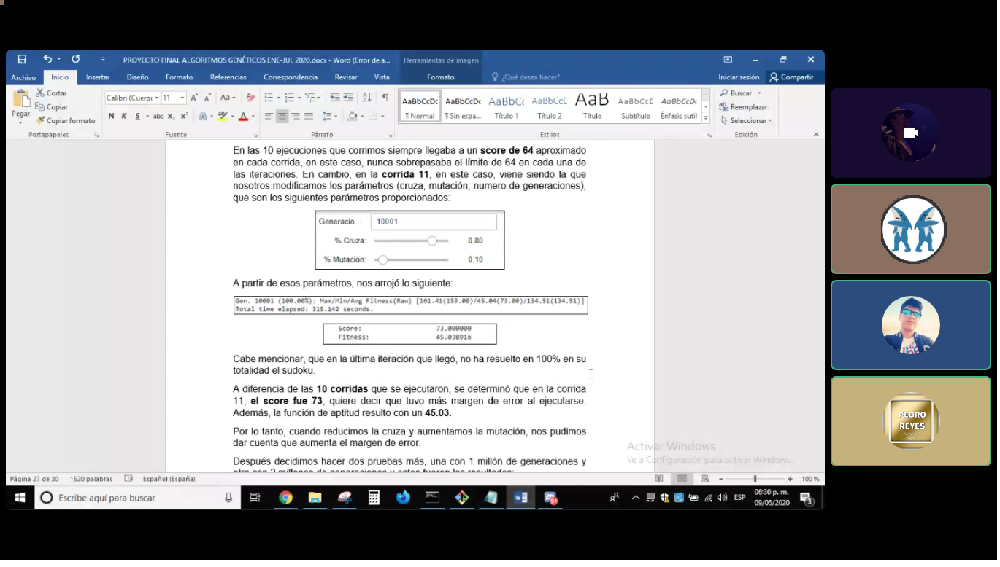 PROYECTO FINAL ALGORITMOS GENÉTICOS ENE-JUL 2020.docx - Word (Error de a...
Herramientas de imagen
Archivo
Inicio
Insertar
Diseño
Formato
Referencias
Correspondencia
Revisar
Vista
Formato
¿Qué desea hacer?
Iniciar sesión
Compartir
Pegar
Cortar
Copiar
Copiar formato
Portapapeles
Calibri (Cuerp
11
Aa
N K S abc x₂ x²
Fuente
Párrafo
AaBbCcDc
¶ Normal
AaBbCcDc
¶ Sin espa...
AaBbCc
Título 1
AaBbCcD
Título 2
AaB
Título
AaBbCcD
Subtítulo
AaBbCcDc
Énfasis sutil
Estilos
Buscar
Reemplazar
Seleccionar
Edición
En las 10 ejecuciones que corrimos siempre llegaba a un score de 64 aproximado
en cada corrida, en este caso, nunca sobrepasaba el límite de 64 en cada una de
las iteraciones. En cambio, en la corrida 11, en este caso, viene siendo la que
nosotros modificamos los parámetros (cruza, mutación, numero de generaciones),
que son los siguientes parámetros proporcionados:
Generacio... 10001
% Cruza: 0.80
% Mutacion: 0.10
A partir de esos parámetros, nos arrojó lo siguiente:
Gen. 10001 (100.00%): Max/Min/Avg Fitness(Raw) [161.41(153.00)/45.04(73.00)/134.51(134.51)]
Total time elapsed: 315.142 seconds.
Score: 73.000000
Fitness: 45.038916
Cabe mencionar, que en la última iteración que llegó, no ha resuelto en 100% en su
totalidad el sudoku.
A diferencia de las 10 corridas que se ejecutaron, se determinó que en la corrida
11, el score fue 73, quiere decir que tuvo más margen de error al ejecutarse.
Además, la función de aptitud resulto con un 45.03.
Por lo tanto, cuando reducimos la cruza y aumentamos la mutación, nos pudimos
dar cuenta que aumenta el margen de error.
Después decidimos hacer dos pruebas más, una con 1 millón de generaciones y
otro con 2 millones de generaciones y estos fueron los resultados:
Activar Windows
Ve a Configuración para activar Windows.
Página 27 de 30
1520 palabras
Español (España)
100 %
Escribe aquí para buscar
ESP
06:30 p. m.
09/05/2020
3
PEDRO
REYES